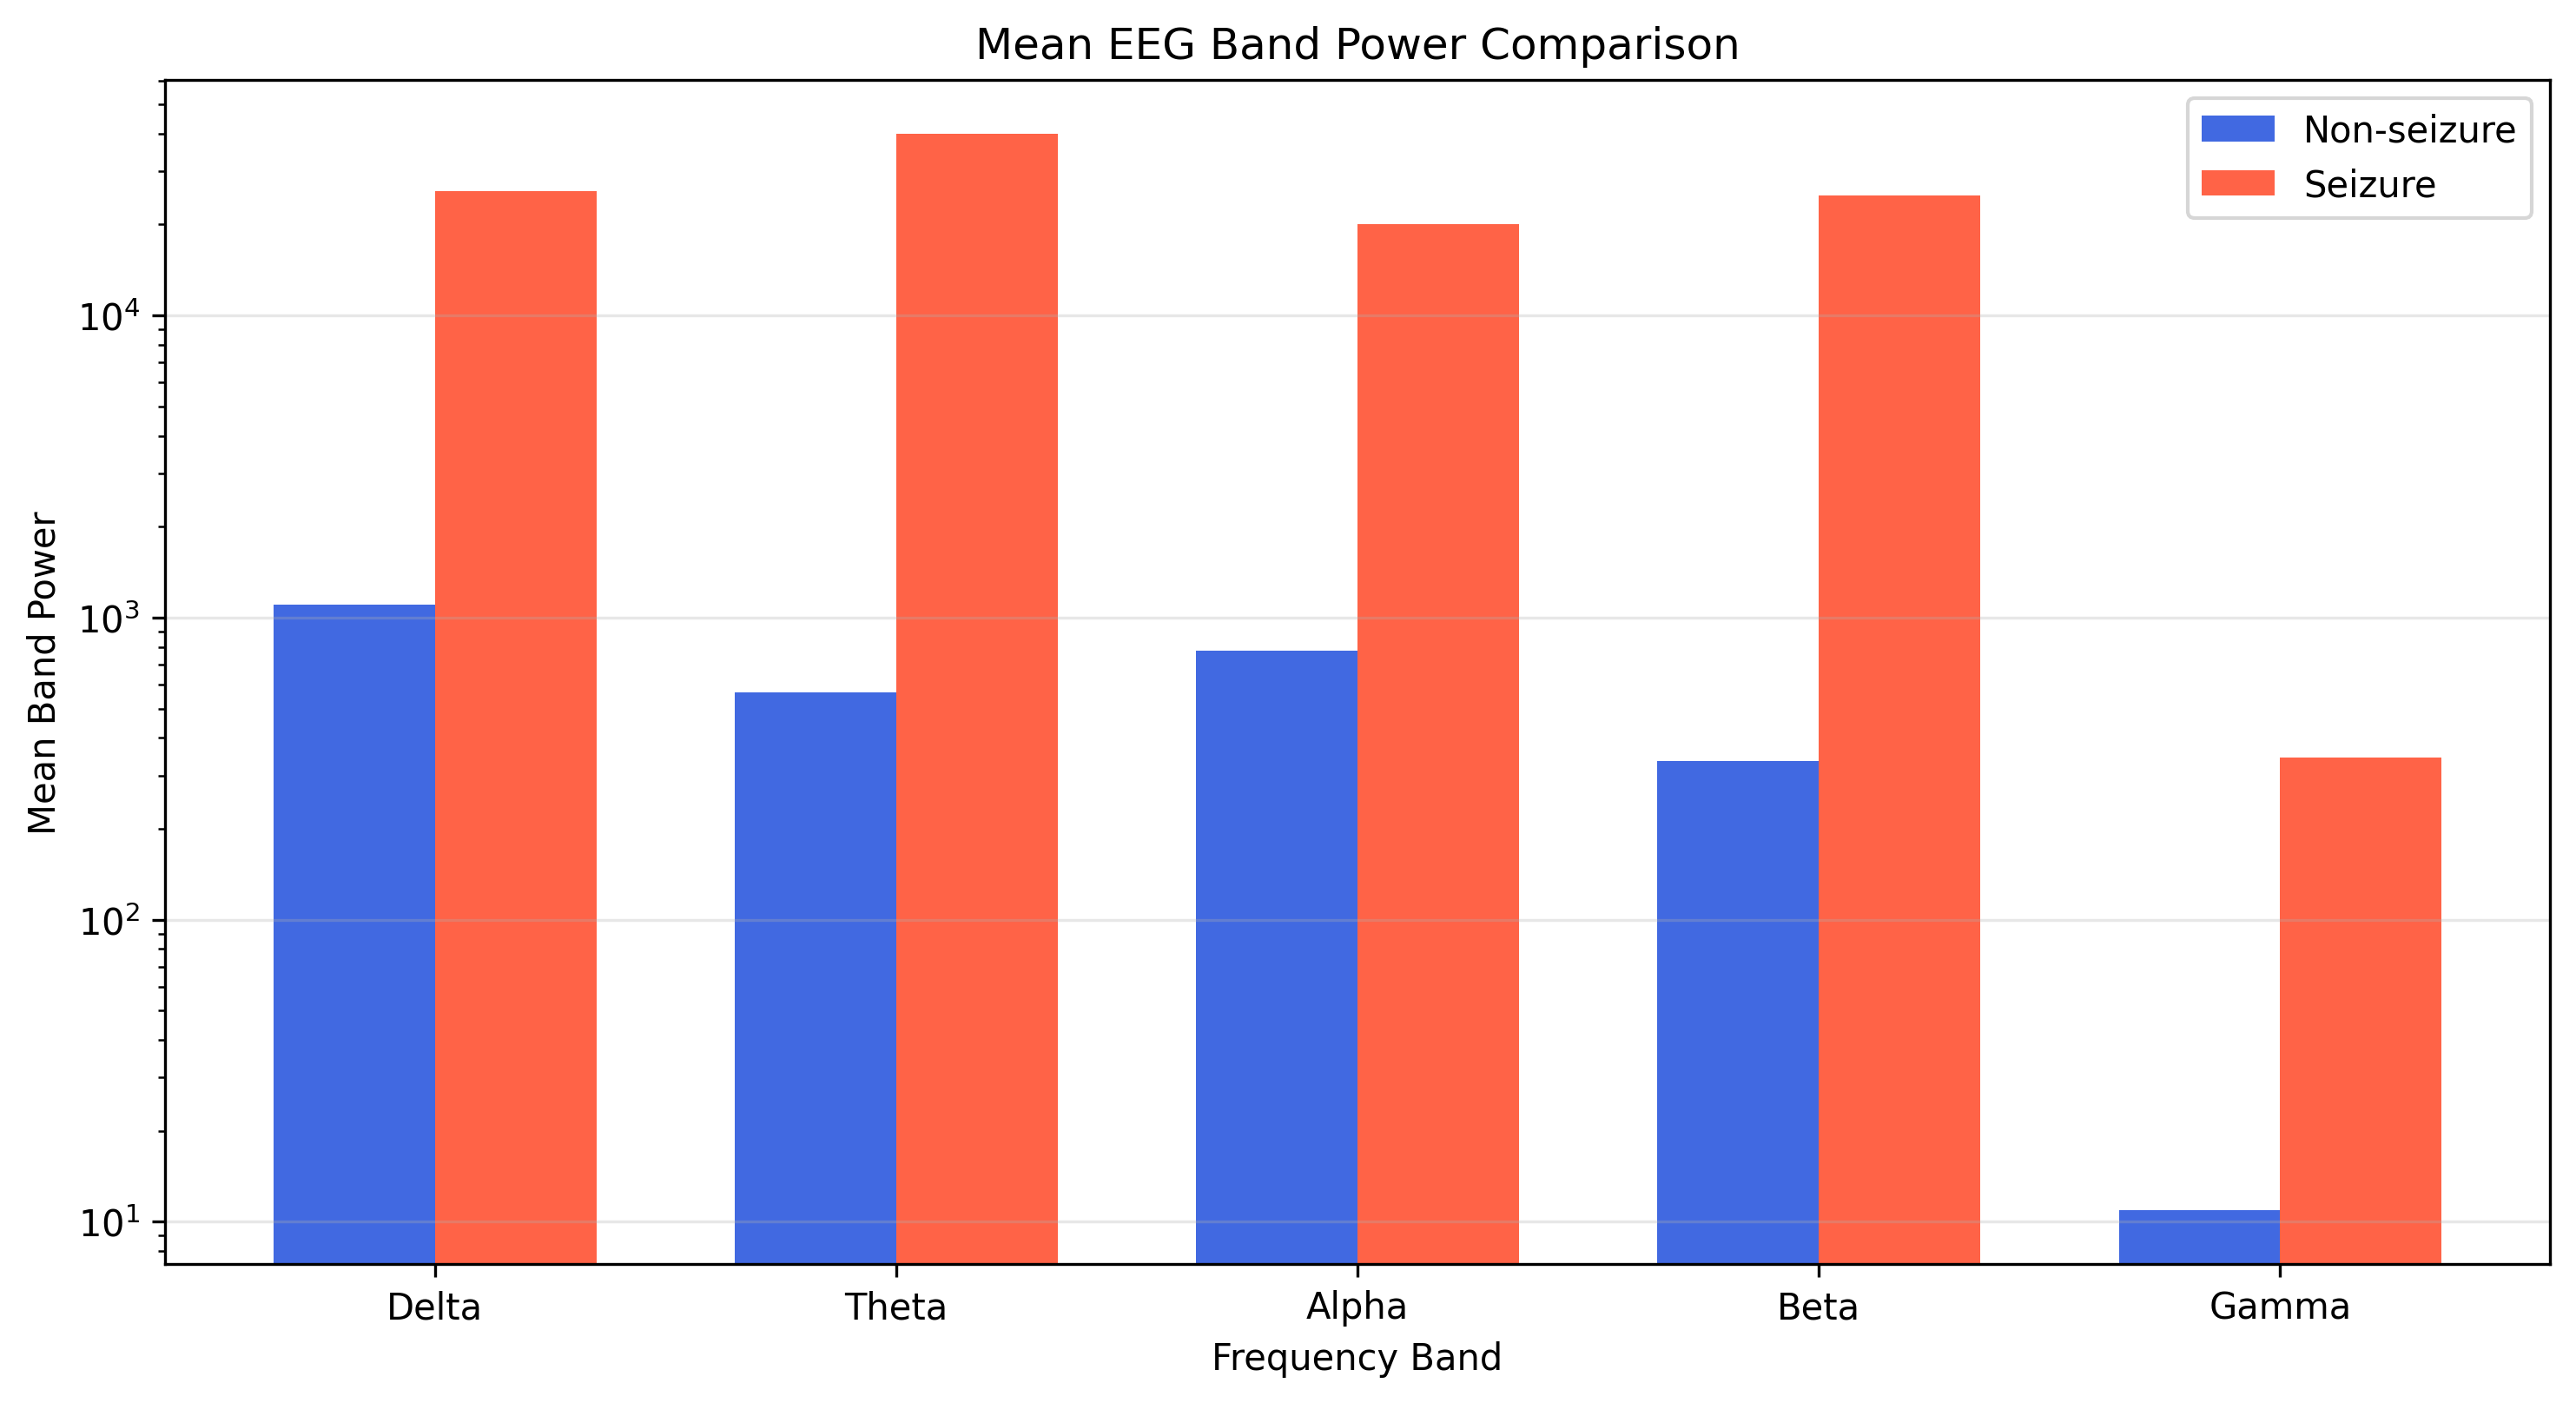 Mean EEG Band Power Comparison
Non-seizure
Seizure
Mean Band Power
10⁴
10³
10²
10¹
Delta Theta Alpha Beta Gamma
Frequency Band